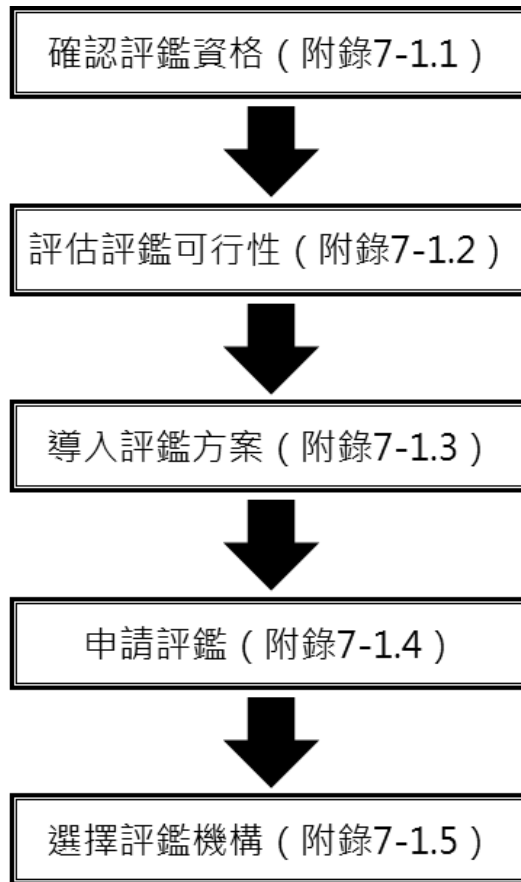 確認評鑑資格（附錄7-1.1）
評估評鑑可行性（附錄7-1.2）
導入評鑑方案（附錄7-1.3）
申請評鑑（附錄7-1.4）
選擇評鑑機構（附錄7-1.5）